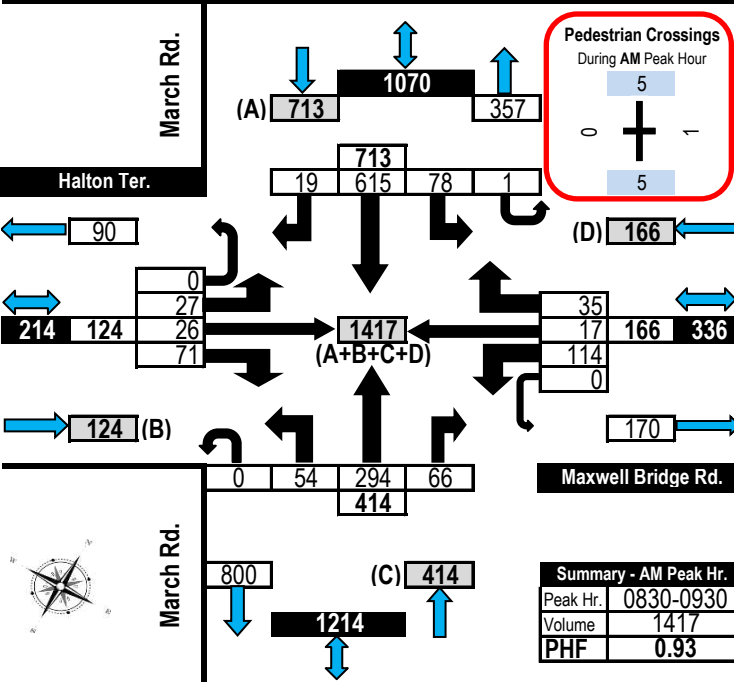 Pedestrian Crossings
During AM Peak Hour
5
0
1
5
March Rd.
1070
(A) 713
357
Halton Ter.
713
19 615 78 1
90
(D) 166
0
27
26
71
214 124
1417
(A+B+C+D)
35
17
114
0
166 336
124 (B)
170
0 54 294 66
414
Maxwell Bridge Rd.
March Rd.
800
(C) 414
1214
Summary - AM Peak Hr.
Peak Hr. 0830-0930
Volume 1417
PHF 0.93